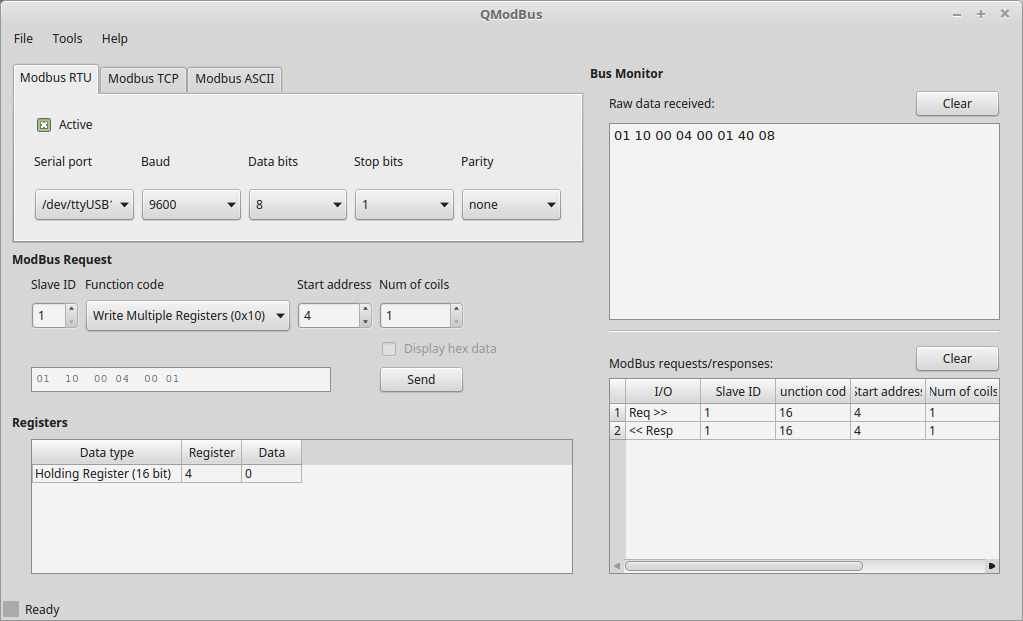 QModBus
File Tools Help
Modbus RTU Modbus TCP Modbus ASCII
Active
Serial port Baud Data bits Stop bits Parity
/dev/ttyUSB 9600 8 1 none
ModBus Request
Slave ID Function code Start address Num of coils
1 Write Multiple Registers (0x10) 4 1
Display hex data
01 10 00 04 00 01 Send
Registers
Data type Register Data
Holding Register (16 bit) 4 0
Bus Monitor
Raw data received: Clear
01 10 00 04 00 01 40 08
ModBus requests/responses: Clear
I/O Slave ID unction cod Start address Num of coils
1 Req >> 1 16 4 1
2 << Resp 1 16 4 1
Ready